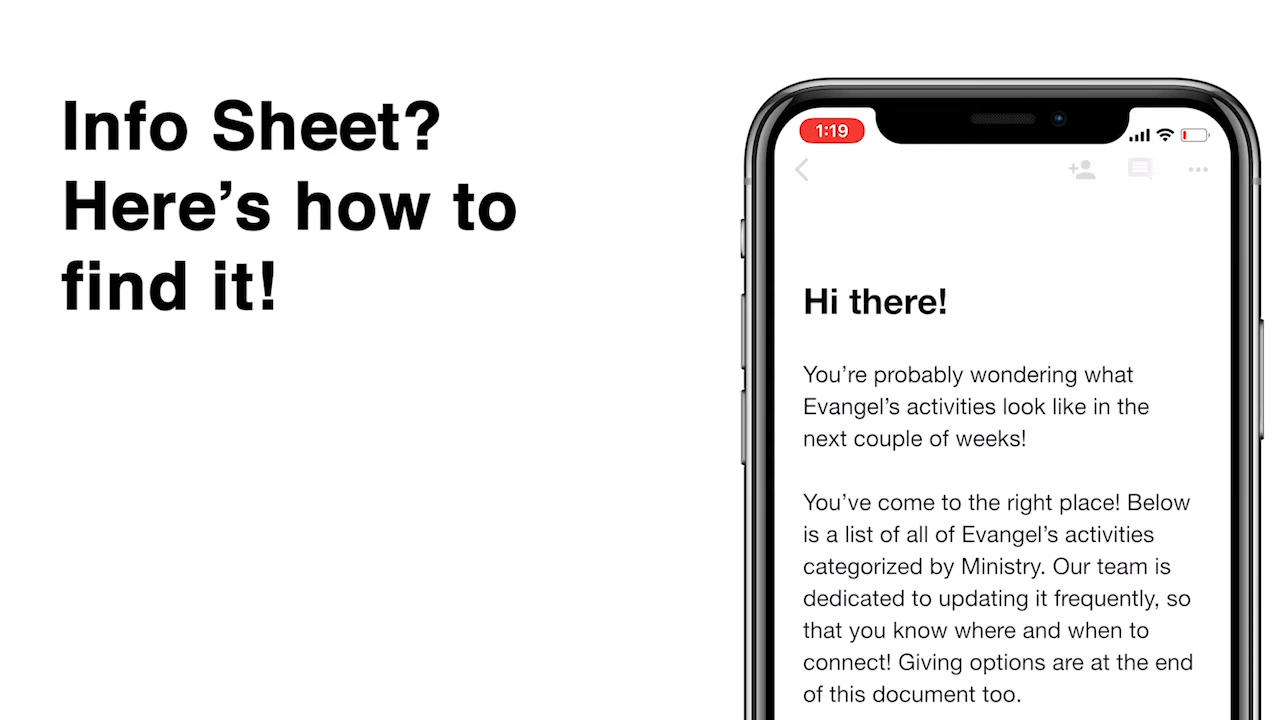 Info Sheet?
Here’s how to
find it!
1:19
Hi there!
You’re probably wondering what
Evangel’s activities look like in the
next couple of weeks!
You’ve come to the right place! Below
is a list of all of Evangel’s activities
categorized by Ministry. Our team is
dedicated to updating it frequently, so
that you know where and when to
connect! Giving options are at the end
of this document too.